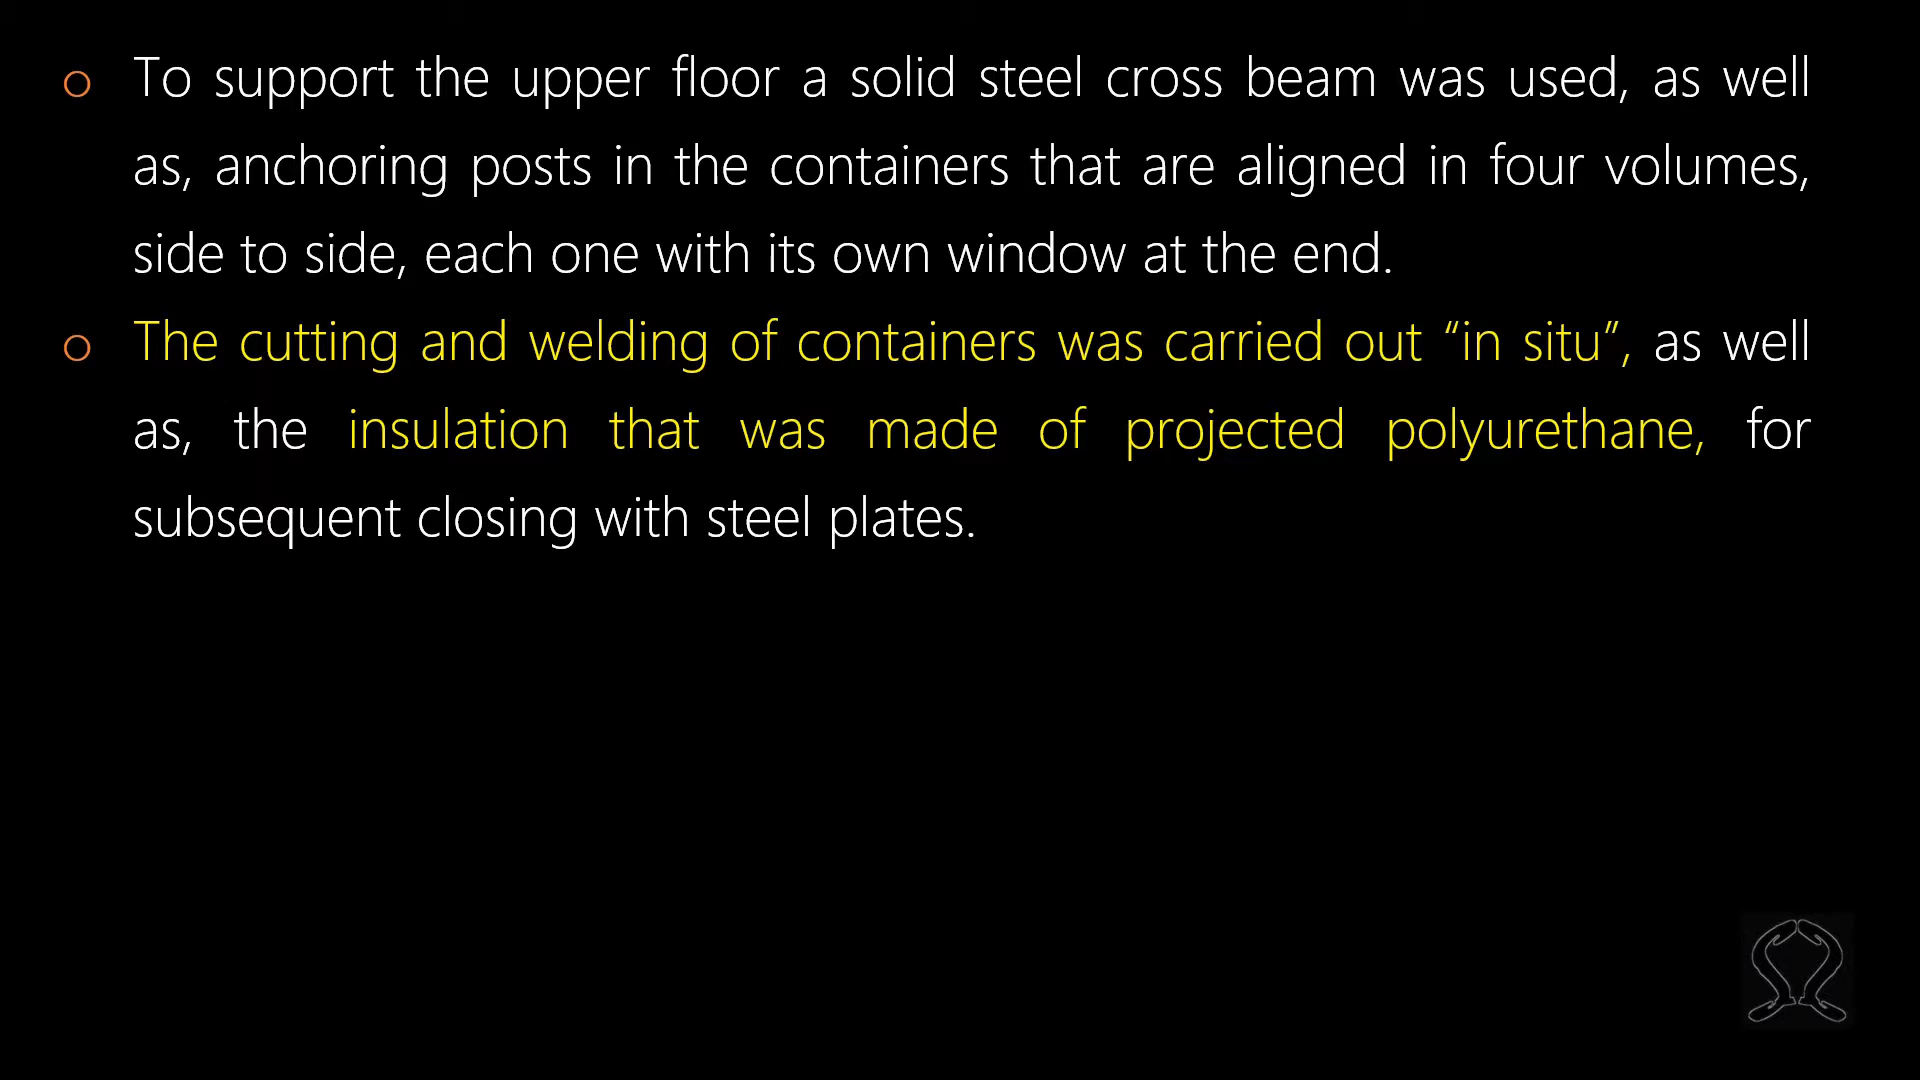 o To support the upper floor a solid steel cross beam was used, as well
as, anchoring posts in the containers that are aligned in four volumes,
side to side, each one with its own window at the end.
o The cutting and welding of containers was carried out “in situ”, as well
as, the insulation that was made of projected polyurethane, for
subsequent closing with steel plates.